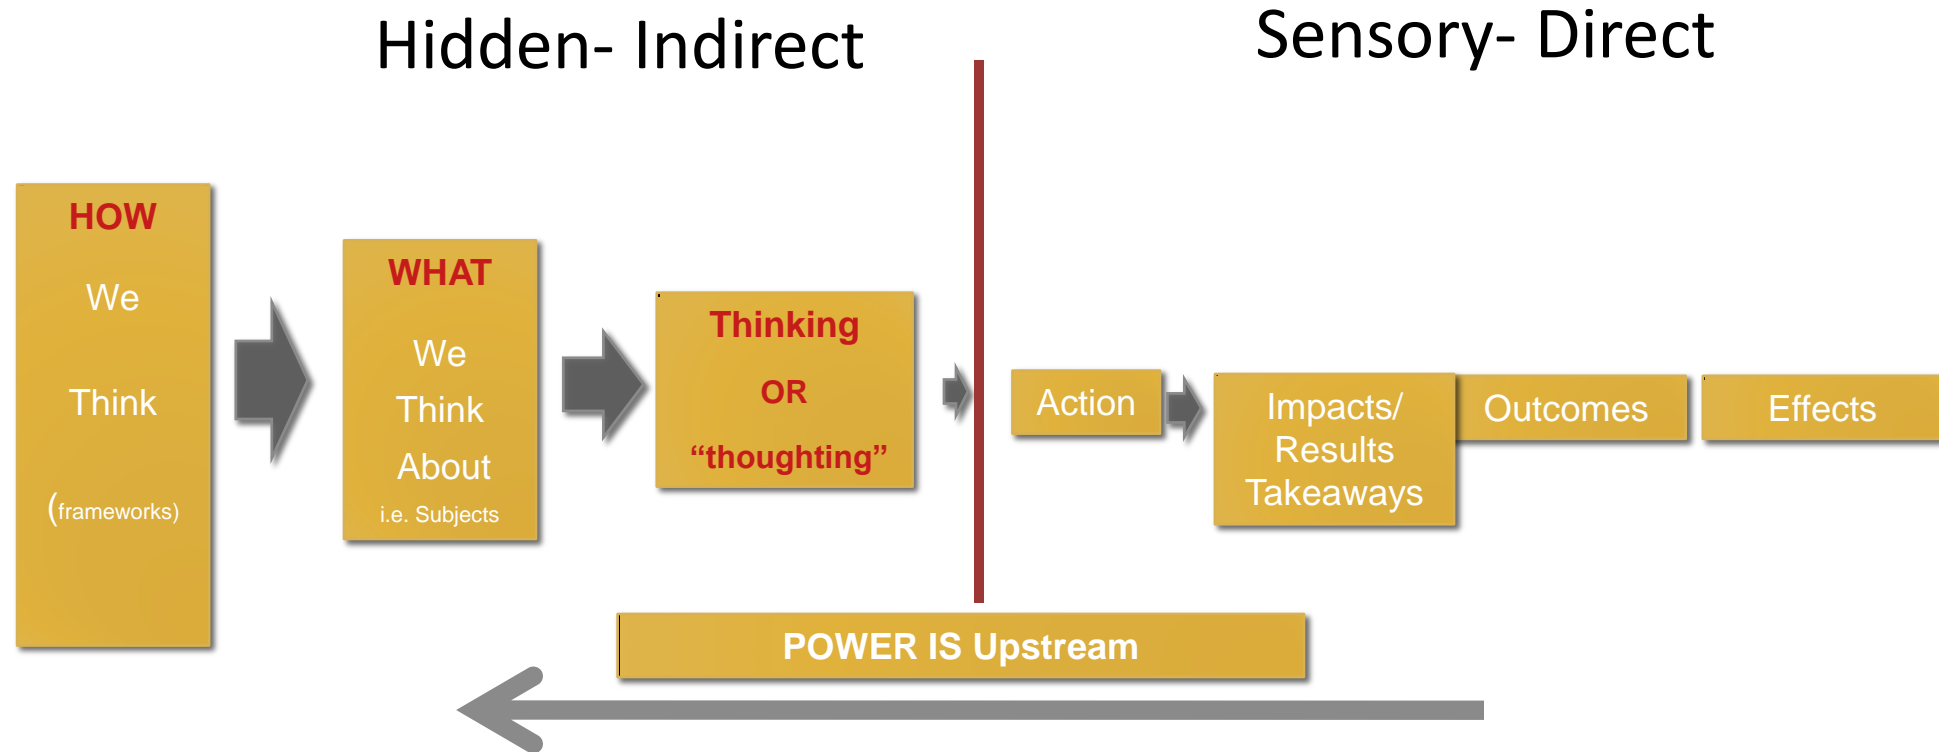 Hidden- Indirect
Sensory- Direct
HOW
We
Think
(frameworks)
WHAT
We
Think
About
i.e. Subjects
Thinking
OR
“thoughting”
Action
Impacts/
Results
Takeaways
Outcomes
Effects
POWER IS Upstream